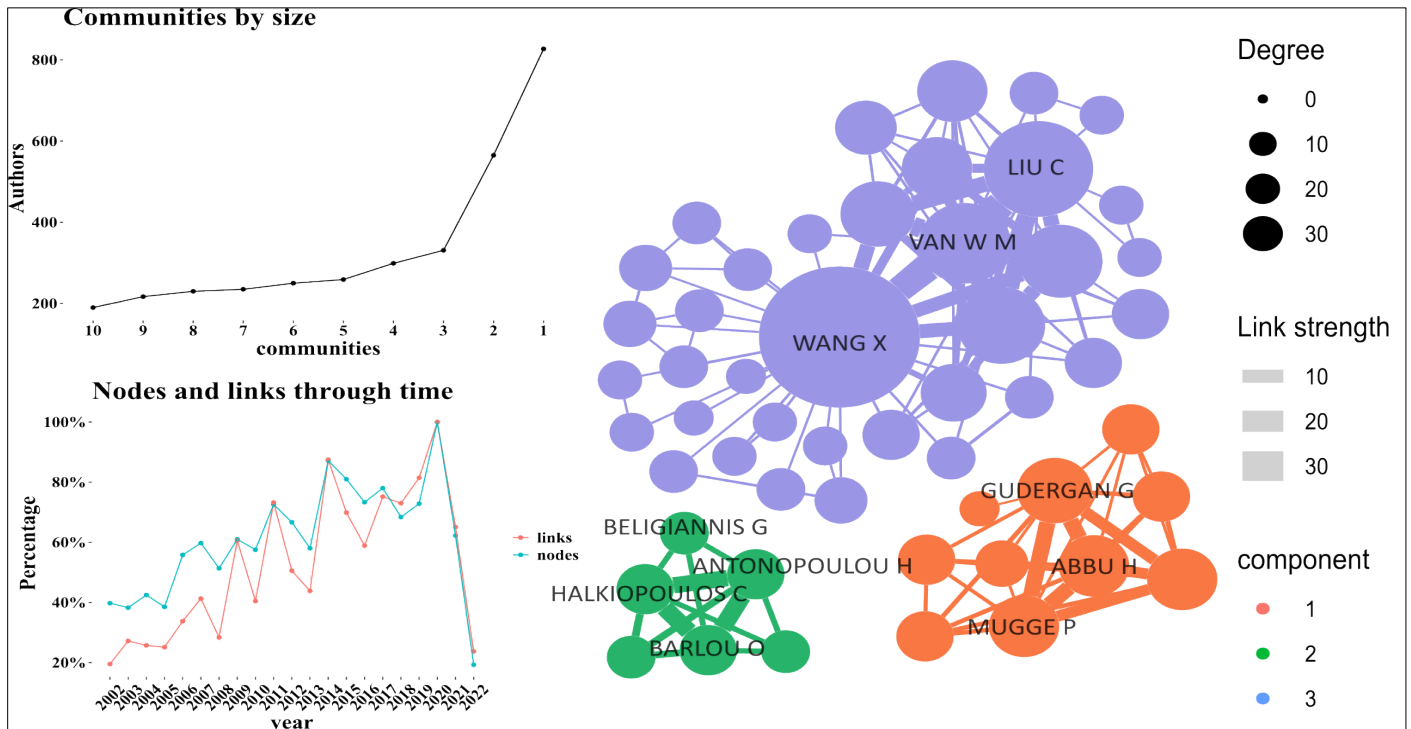 Communities by size
800
600
400
200
Authors
10 9 8 7 6 5 4 3 2 1
communities
Nodes and links through time
100%
80%
60%
40%
20%
Percentage
2002 2003 2004 2005 2006 2007 2008 2009 2010 2011 2012 2013 2014 2015 2016 2017 2018 2019 2020 2021 2022
year
links
nodes
LIU C
VAN W M
WANG X
BELIGIANNIS G
ANTONOPOULOU H
HALKIOPOULOS C
BARLOU O
GUDERGAN G
ABBU H
MUGGE P
Degree
0
10
20
30
Link strength
10
20
30
component
1
2
3